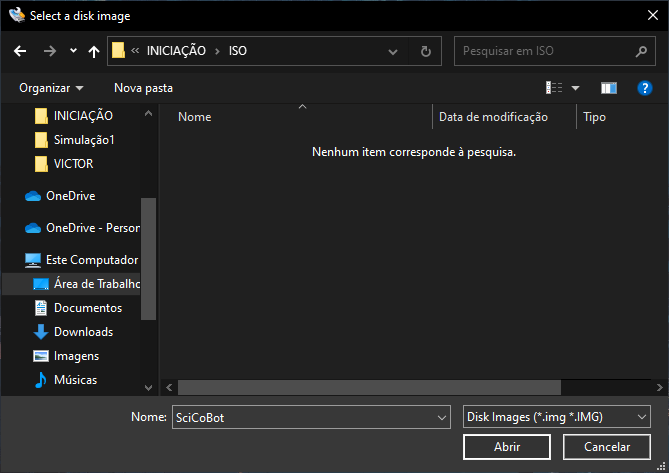 Select a disk image
« INICIAÇÃO > ISO
Pesquisar em ISO
Organizar
Nova pasta
INICIAÇÃO
Simulação1
VICTOR
OneDrive
OneDrive - Person
Este Computador
Área de Trabalho
Documentos
Downloads
Imagens
Músicas
Nome
Data de modificação
Tipo
Nenhum item corresponde à pesquisa.
Nome:
SciCoBot
Disk Images (*.img *.IMG)
Abrir
Cancelar